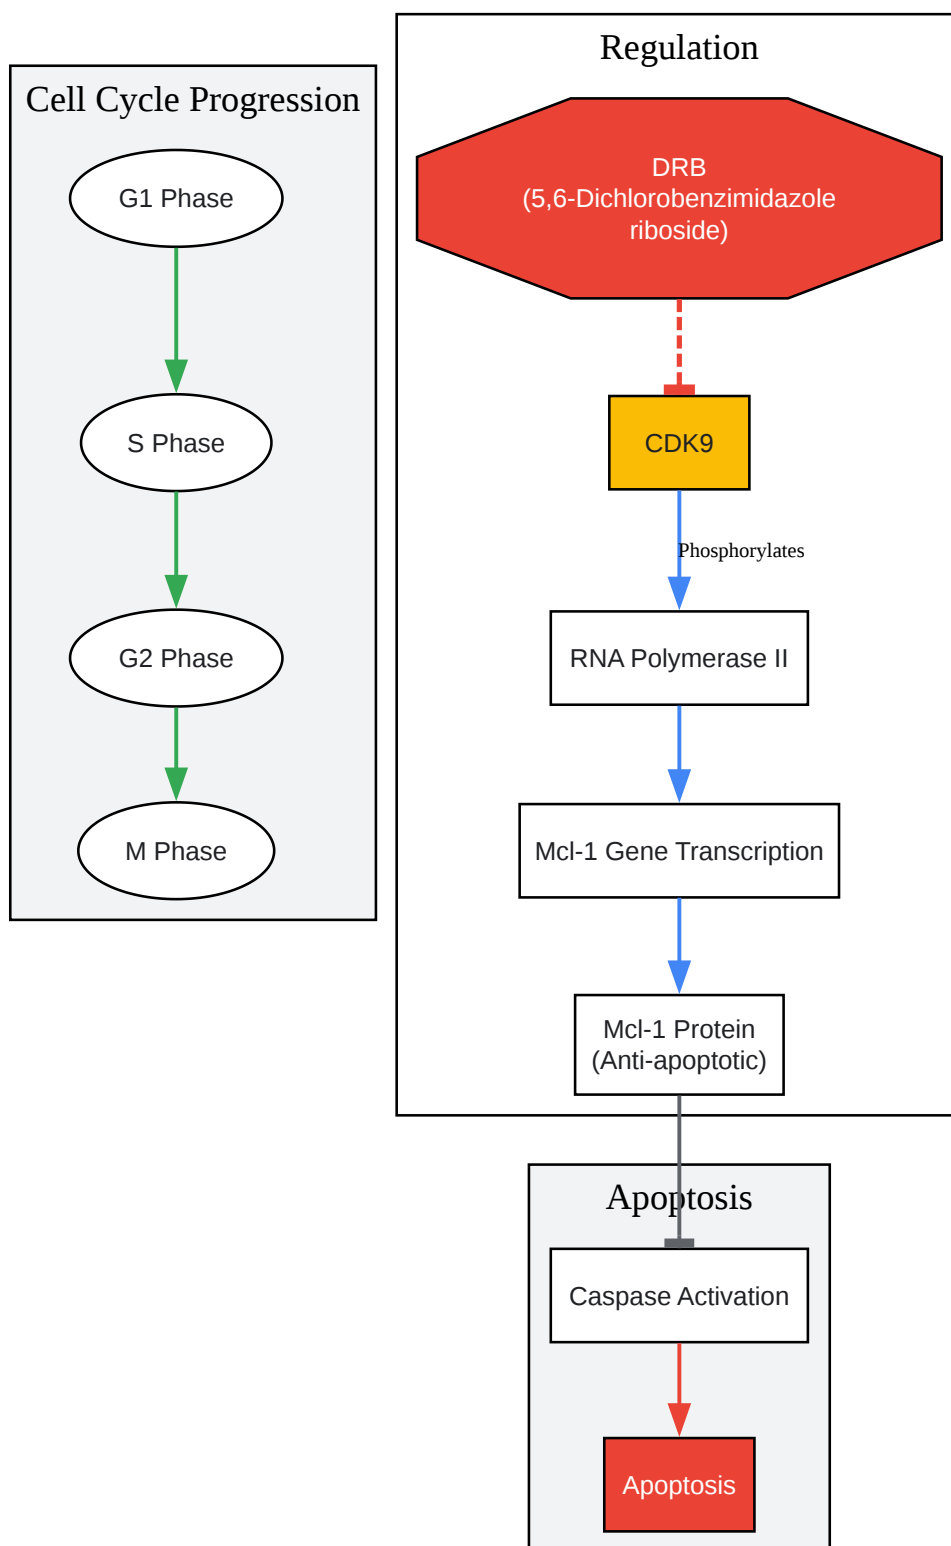 Cell Cycle Progression
G1 Phase
S Phase
G2 Phase
M Phase
Regulation
DRB
(5,6-Dichlorobenzimidazole
riboside)
CDK9
Phosphorylates
RNA Polymerase II
Mcl-1 Gene Transcription
Mcl-1 Protein
(Anti-apoptotic)
Apoptosis
Caspase Activation
Apoptosis